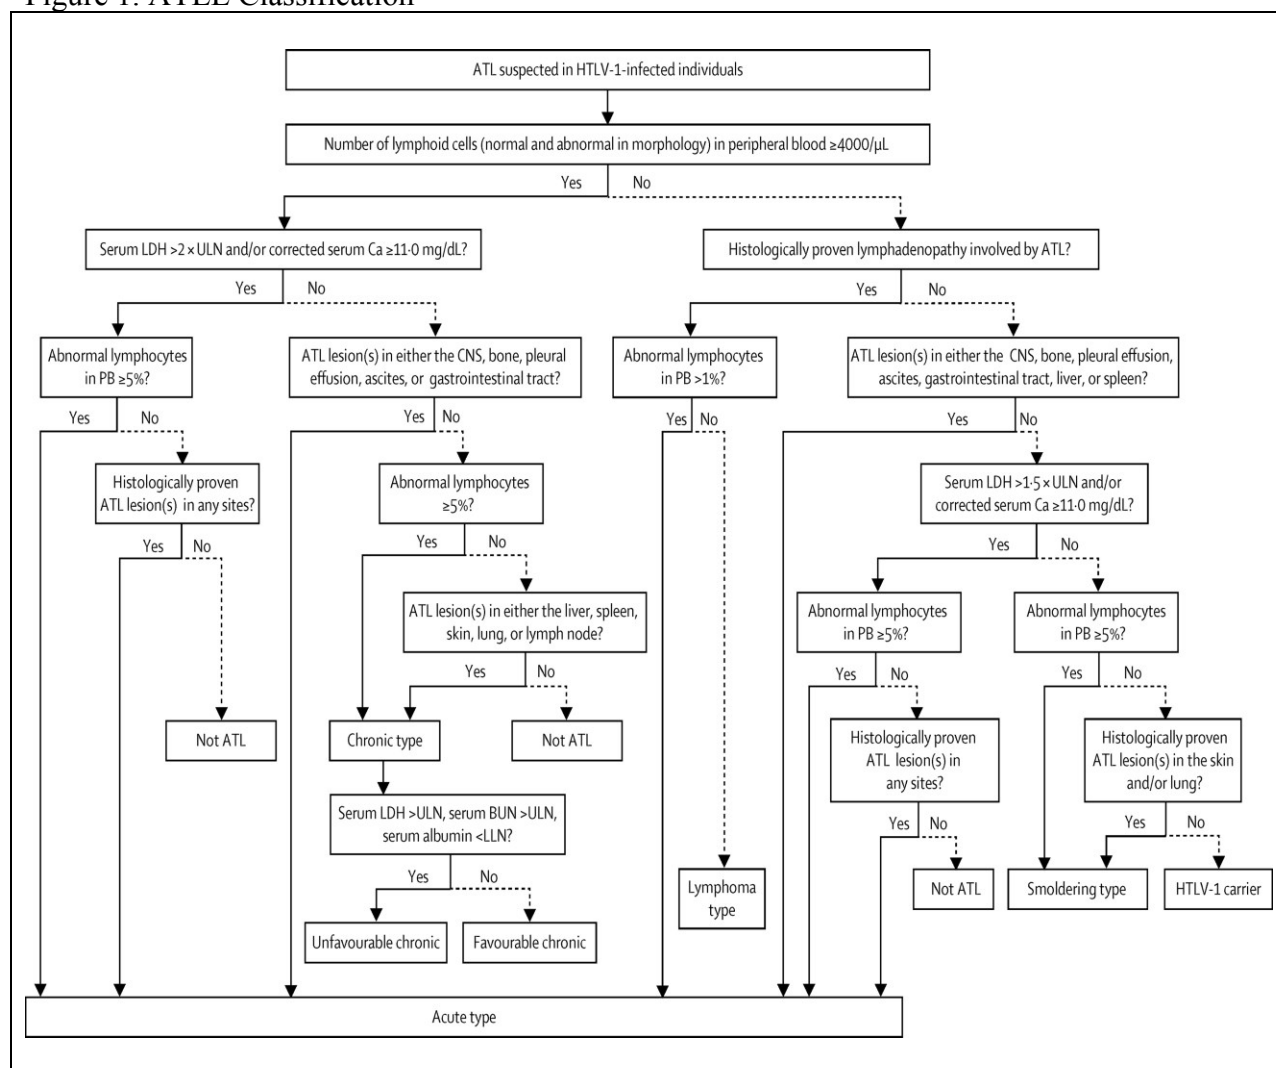 Figure 1. ATLL Classification
ATL suspected in HTLV-1-infected individuals
Number of lymphoid cells (normal and abnormal in morphology) in peripheral blood ≥4000/μL
Yes No
Serum LDH >2 × ULN and/or corrected serum Ca ≥11·0 mg/dL?
Histologically proven lymphadenopathy involved by ATL?
Yes No
Yes No
Abnormal lymphocytes
in PB ≥5%?
ATL lesion(s) in either the CNS, bone, pleural
effusion, ascites, or gastrointestinal tract?
Abnormal lymphocytes
in PB >1%?
ATL lesion(s) in either the CNS, bone, pleural effusion,
ascites, gastrointestinal tract, liver, or spleen?
Yes No
Yes No
Yes No
Yes No
Histologically proven
ATL lesion(s) in any sites?
Abnormal lymphocytes
≥5%?
Serum LDH >1·5 × ULN and/or
corrected serum Ca ≥11·0 mg/dL?
Yes No
Yes No
Yes No
ATL lesion(s) in either the liver, spleen,
skin, lung, or lymph node?
Abnormal lymphocytes
in PB ≥5%?
Abnormal lymphocytes
in PB ≥5%?
Yes No
Yes No
Yes No
Not ATL
Chronic type
Not ATL
Histologically proven
ATL lesion(s) in
any sites?
Histologically proven
ATL lesion(s) in the skin
and/or lung?
Serum LDH >ULN, serum BUN >ULN,
serum albumin <LLN?
Yes No
Yes No
Yes No
Lymphoma
type
Not ATL
Smoldering type
HTLV-1 carrier
Unfavourable chronic
Favourable chronic
Acute type